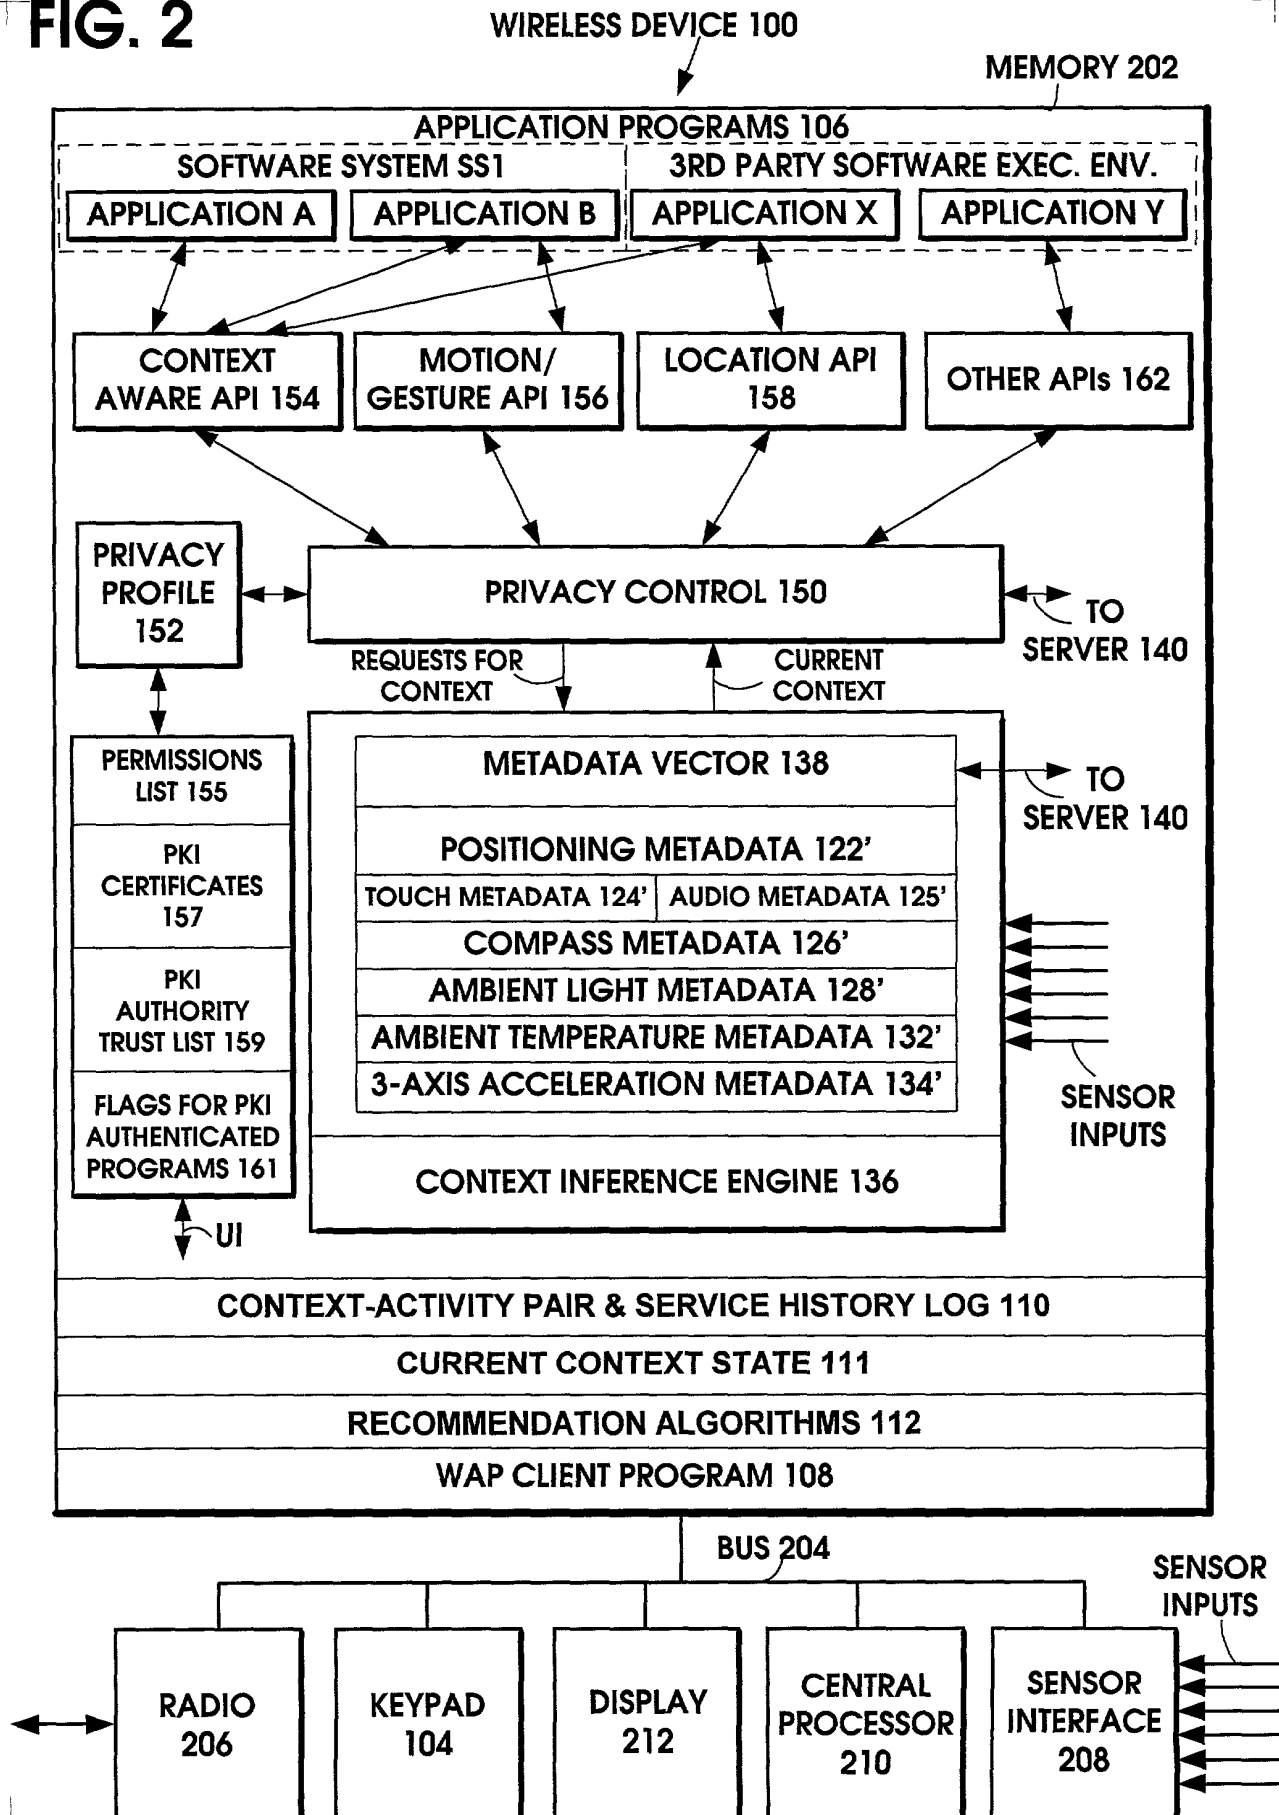 FIG. 2
WIRELESS DEVICE 100
MEMORY 202
APPLICATION PROGRAMS 106
SOFTWARE SYSTEM SS1
3RD PARTY SOFTWARE EXEC. ENV.
APPLICATION A
APPLICATION B
APPLICATION X
APPLICATION Y
CONTEXT
AWARE API 154
MOTION/
GESTURE API 156
LOCATION API
158
OTHER APIs 162
PRIVACY
PROFILE
152
PRIVACY CONTROL 150
TO
SERVER 140
REQUESTS FOR
CONTEXT
CURRENT
CONTEXT
PERMISSIONS
LIST 155
PKI
CERTIFICATES
157
PKI
AUTHORITY
TRUST LIST 159
FLAGS FOR PKI
AUTHENTICATED
PROGRAMS 161
UI
METADATA VECTOR 138
TO
SERVER 140
POSITIONING METADATA 122'
TOUCH METADATA 124'
AUDIO METADATA 125'
COMPASS METADATA 126'
AMBIENT LIGHT METADATA 128'
AMBIENT TEMPERATURE METADATA 132'
3-AXIS ACCELERATION METADATA 134'
SENSOR
INPUTS
CONTEXT INFERENCE ENGINE 136
CONTEXT-ACTIVITY PAIR & SERVICE HISTORY LOG 110
CURRENT CONTEXT STATE 111
RECOMMENDATION ALGORITHMS 112
WAP CLIENT PROGRAM 108
BUS 204
SENSOR
INPUTS
RADIO
206
KEYPAD
104
DISPLAY
212
CENTRAL
PROCESSOR
210
SENSOR
INTERFACE
208